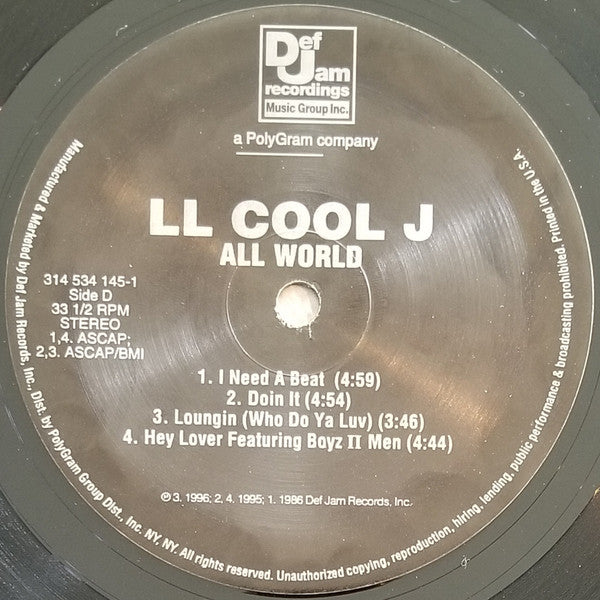 Def
Jam
recordings
Music Group Inc.
a PolyGram company
LL COOL J
ALL WORLD
314 534 145-1
Side D
33 1/2 RPM
STEREO
1,4. ASCAP;
2,3. ASCAP/BMI
1. I Need A Beat (4:59)
2. Doin It (4:54)
3. Loungin (Who Do Ya Luv) (3:46)
4. Hey Lover Featuring Boyz II Men (4:44)
℗ 3. 1996; 2, 4. 1995; 1. 1986 Def Jam Records, Inc.
Manufactured & Marketed by Def Jam Records, Inc., Dist. by PolyGram Group Dist., Inc. NY, NY. All rights reserved. Unauthorized copying, reproduction, hiring, lending, public performance & broadcasting prohibited. Printed in the U.S.A.